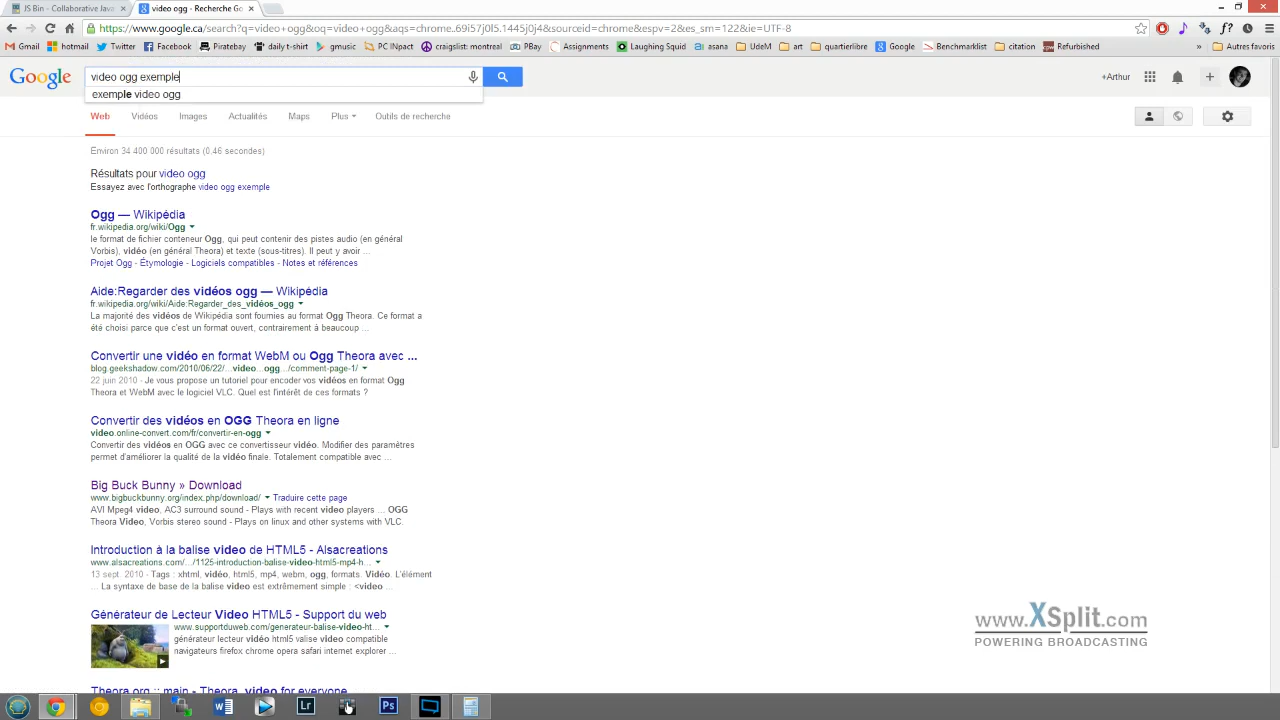 JS Bin - Collaborative Java
video ogg - Recherche Go
https://www.google.ca/search?q=video+ogg&oq=video+ogg&aqs=chrome..69i57j0l5.1445j0j4&sourceid=chrome&espv=2&es_sm=122&ie=UTF-8
Gmail hotmail Twitter Facebook Piratebay daily t-shirt gmusic PC INpact craigslist: montreal PBay Assignments Laughing Squid asana UdeM art quartierlibre Google Benchmarklist citation Refurbished » Autres favoris
Google
video ogg exemple
+Arthur
exemple video ogg
Web Vidéos Images Actualités Maps Plus Outils de recherche
Environ 34 400 000 résultats (0,46 secondes)
Résultats pour video ogg
Essayez avec l'orthographe video ogg exemple
Ogg — Wikipédia
fr.wikipedia.org/wiki/Ogg
le format de fichier conteneur Ogg, qui peut contenir des pistes audio (en général
Vorbis), vidéo (en général Theora) et texte (sous-titres). Il peut y avoir ...
Projet Ogg - Étymologie - Logiciels compatibles - Notes et références
Aide:Regarder des vidéos ogg — Wikipédia
fr.wikipedia.org/wiki/Aide:Regarder_des_vidéos_ogg
La majorité des vidéos de Wikipédia sont fournies au format Ogg Theora. Ce format a
été choisi parce que c'est un format ouvert, contrairement à beaucoup ...
Convertir une vidéo en format WebM ou Ogg Theora avec ...
blog.geekshadow.com/2010/06/22/...video...ogg.../comment-page-1/
22 juin 2010 - Je vous propose un tutoriel pour encoder vos vidéos en format Ogg
Theora et WebM avec le logiciel VLC. Quel est l'intérêt de ces formats ?
Convertir des vidéos en OGG Theora en ligne
video.online-convert.com/fr/convertir-en-ogg
Convertir des vidéos en OGG avec ce convertisseur vidéo. Modifier des paramètres
permet d'améliorer la qualité de la vidéo finale. Totalement compatible avec ...
Big Buck Bunny » Download
www.bigbuckbunny.org/index.php/download/ Traduire cette page
AVI Mpeg4 video, AC3 surround sound - Plays with recent video players ... OGG
Theora Video, Vorbis stereo sound - Plays on linux and other systems with VLC.
Introduction à la balise video de HTML5 - Alsacreations
www.alsacreations.com/.../1125-introduction-balise-video-html5-mp4-h...
13 sept. 2010 - Tags : xhtml, vidéo, html5, mp4, webm, ogg, formats. Vidéo. L'élément
... La syntaxe de base de la balise video est extrêmement simple : <video ...
Générateur de Lecteur Video HTML5 - Support du web
www.supportduweb.com/generateur-balise-video-ht...
générateur lecteur vidéo html5 valise video compatible
navigateurs firefox chrome opera safari internet explorer ...
Theora.org :: main - Theora, video for everyone
www.XSplit.com
POWERING BROADCASTING
Lr
Ps